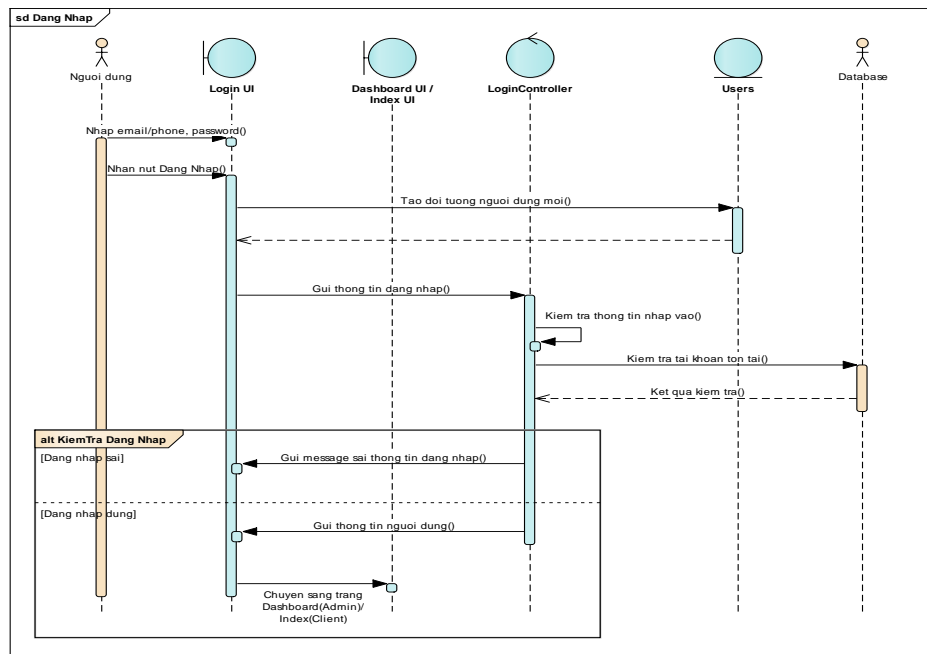 sd Dang Nhap
Nguoi dung
Login UI
Dashboard UI /
Index UI
LoginController
Users
Database
Nhap email/phone, password()
Nhan nut Dang Nhap()
Tao doi tuong nguoi dung moi()
Gui thong tin dang nhap()
Kiem tra thong tin nhap vao()
Kiem tra tai khoan ton tai()
Ket qua kiem tra()
alt KiemTra Dang Nhap
[Dang nhap sai]
Gui message sai thong tin dang nhap()
[Dang nhap dung]
Gui thong tin nguoi dung()
Chuyen sang trang
Dashboard(Admin)/
Index(Client)